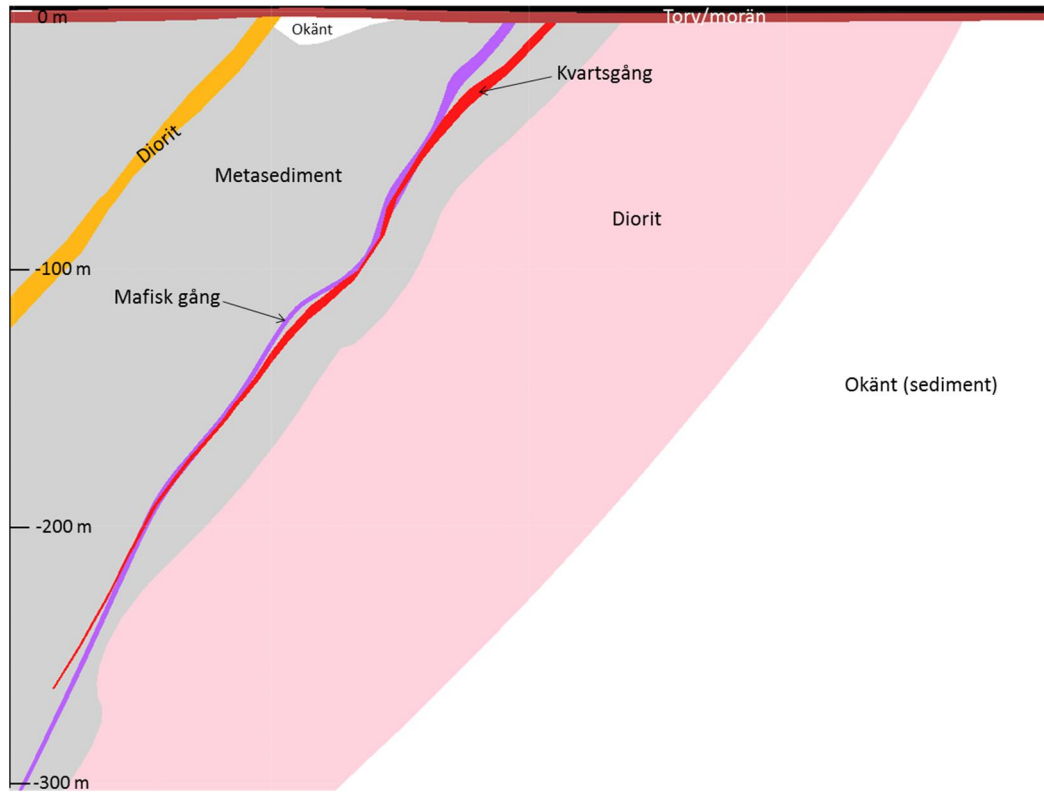 0 m
Torv/morän
Okänt
Kvartsgång
Diorit
Metasediment
Diorit
-100 m
Mafisk gång
Okänt (sediment)
-200 m
-300 m